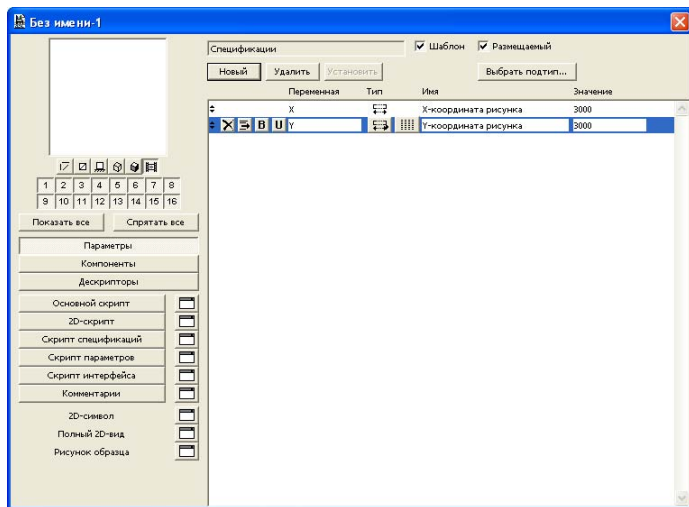 Без имени-1
Спецификации
Шаблон
Размещаемый
Новый
Удалить
Установить
Выбрать подтип...
Переменная Тип Имя Значение
X X-координата рисунка 3000
B U Y Y-координата рисунка 3000
1 2 3 4 5 6 7 8
9 10 11 12 13 14 15 16
Показать все
Спрятать все
Параметры
Компоненты
Дескрипторы
Основной скрипт
2D-скрипт
Скрипт спецификаций
Скрипт параметров
Скрипт интерфейса
Комментарии
2D-символ
Полный 2D-вид
Рисунок образца